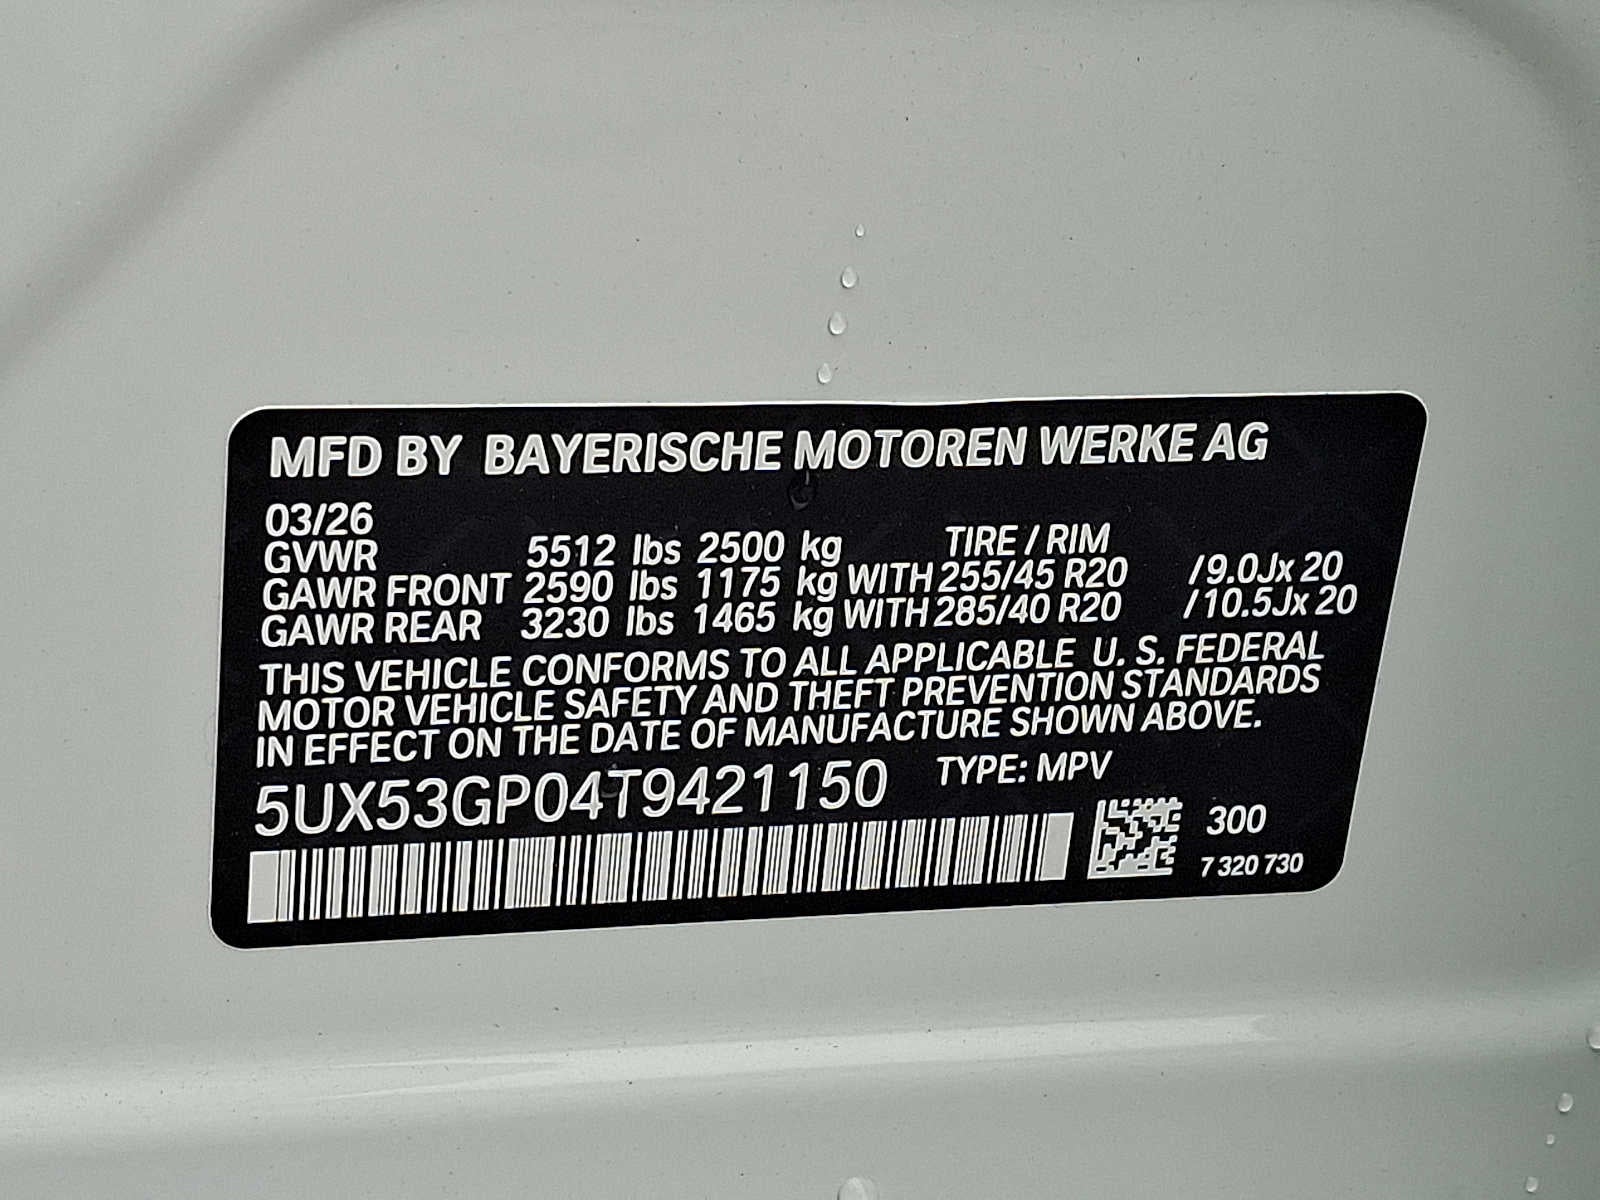 MFD BY BAYERISCHE MOTOREN WERKE AG
03/26
GVWR 5512 lbs 2500 kg TIRE / RIM
GAWR FRONT 2590 lbs 1175 kg WITH 255/45 R20 /9.0Jx 20
GAWR REAR 3230 lbs 1465 kg WITH 285/40 R20 /10.5Jx 20
THIS VEHICLE CONFORMS TO ALL APPLICABLE U. S. FEDERAL
MOTOR VEHICLE SAFETY AND THEFT PREVENTION STANDARDS
IN EFFECT ON THE DATE OF MANUFACTURE SHOWN ABOVE.
5UX53GP04T9421150 TYPE: MPV
300
7 320 730